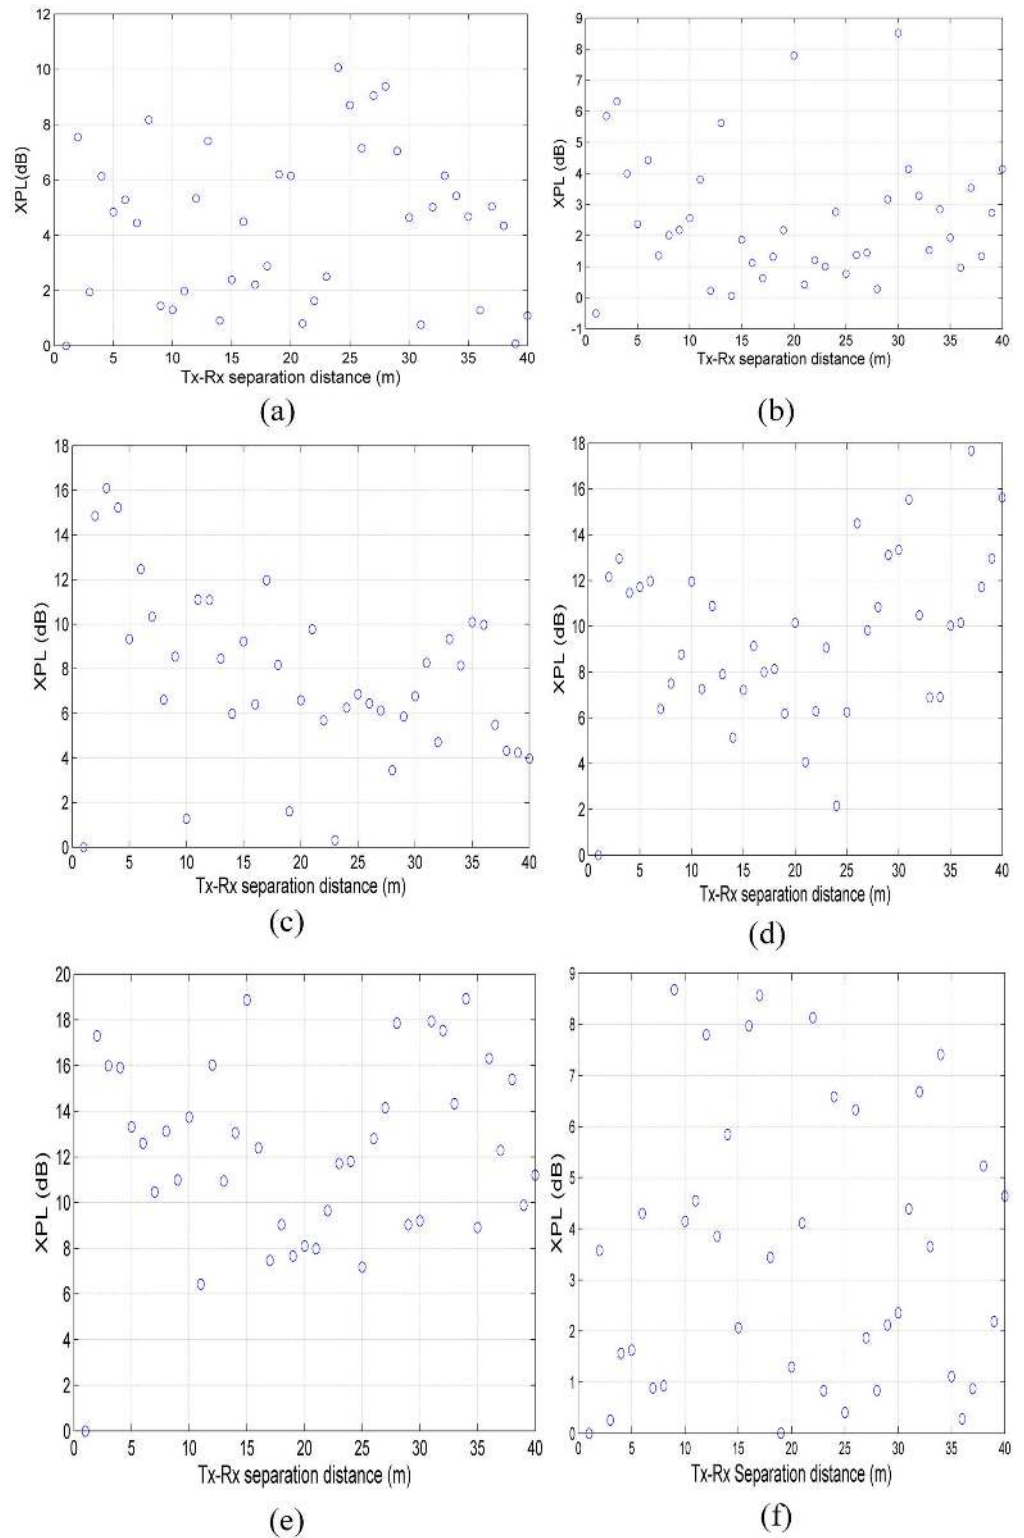 12
10
8
6
4
2
0
XPL(dB)
0 5 10 15 20 25 30 35 40
Tx-Rx separation distance (m)
(a)
9
8
7
6
5
4
3
2
1
0
-1
XPL (dB)
0 5 10 15 20 25 30 35 40
Tx-Rx separation distance (m)
(b)
18
16
14
12
10
8
6
4
2
0
XPL (dB)
0 5 10 15 20 25 30 35 40
Tx-Rx separation distance (m)
(c)
18
16
14
12
10
8
6
4
2
0
XPL (dB)
0 5 10 15 20 25 30 35 40
Tx-Rx separation distance (m)
(d)
20
18
16
14
12
10
8
6
4
2
0
XPL (dB)
0 5 10 15 20 25 30 35 40
Tx-Rx separation distance (m)
(e)
9
8
7
6
5
4
3
2
1
0
XPL (dB)
0 5 10 15 20 25 30 35 40
Tx-Rx Separation distance (m)
(f)